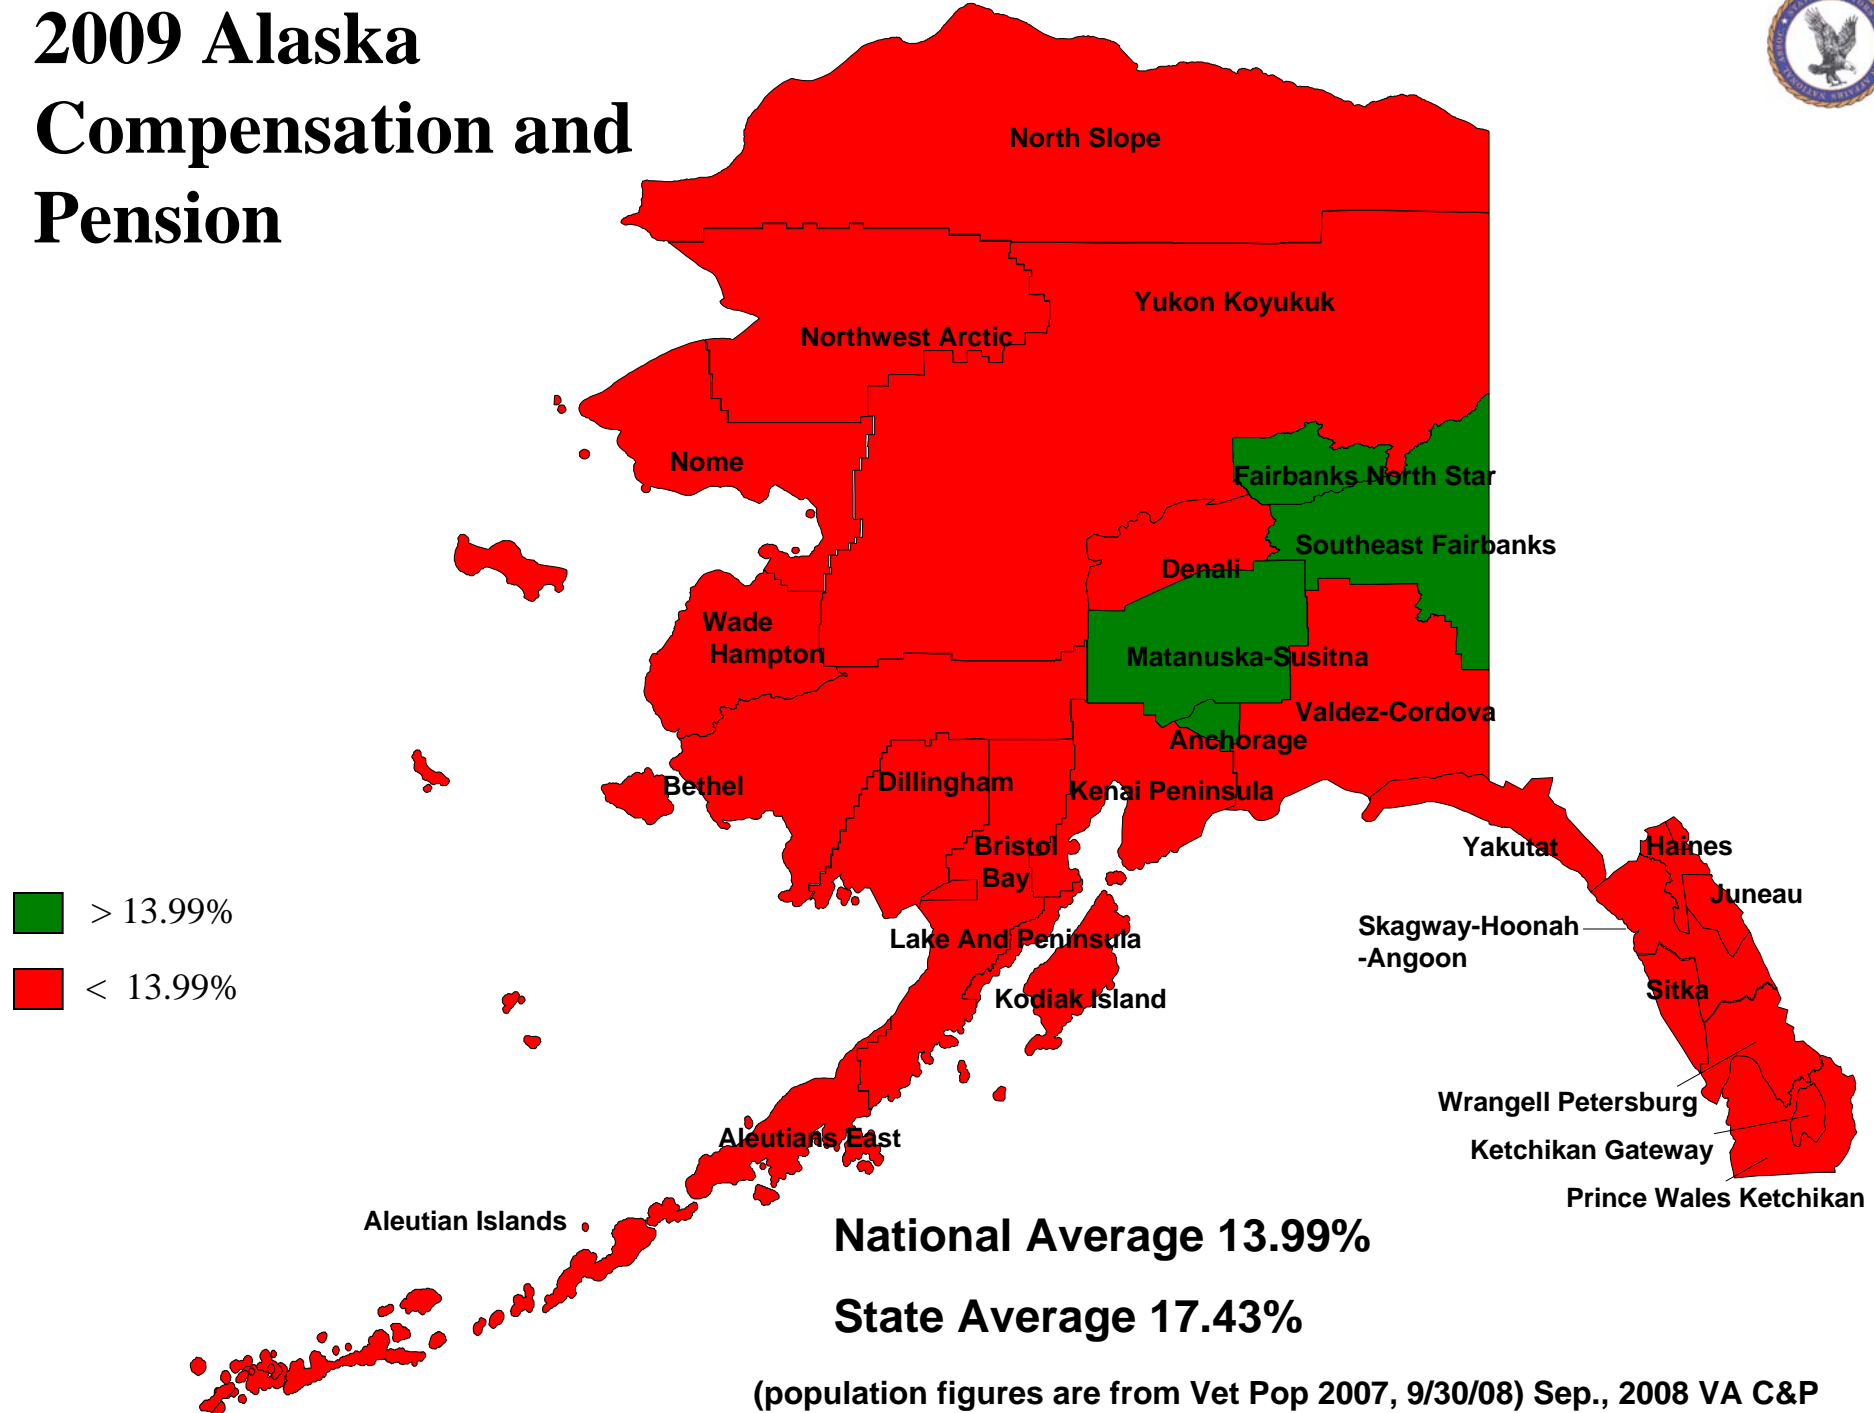 2009 Alaska
Compensation and
Pension
North Slope
Yukon Koyukuk
Northwest Arctic
Nome
Fairbanks North Star
Southeast Fairbanks
Denali
Wade
Hampton
Matanuska-Susitna
Valdez-Cordova
Anchorage
Bethel
Dillingham
Kenai Peninsula
Bristol
Bay
Yakutat
Haines
Juneau
> 13.99%
< 13.99%
Skagway-Hoonah
-Angoon
Lake And Peninsula
Sitka
Kodiak Island
Wrangell Petersburg
Aleutians East
Ketchikan Gateway
Prince Wales Ketchikan
Aleutian Islands
National Average 13.99%
State Average 17.43%
(population figures are from Vet Pop 2007, 9/30/08) Sep., 2008 VA C&P